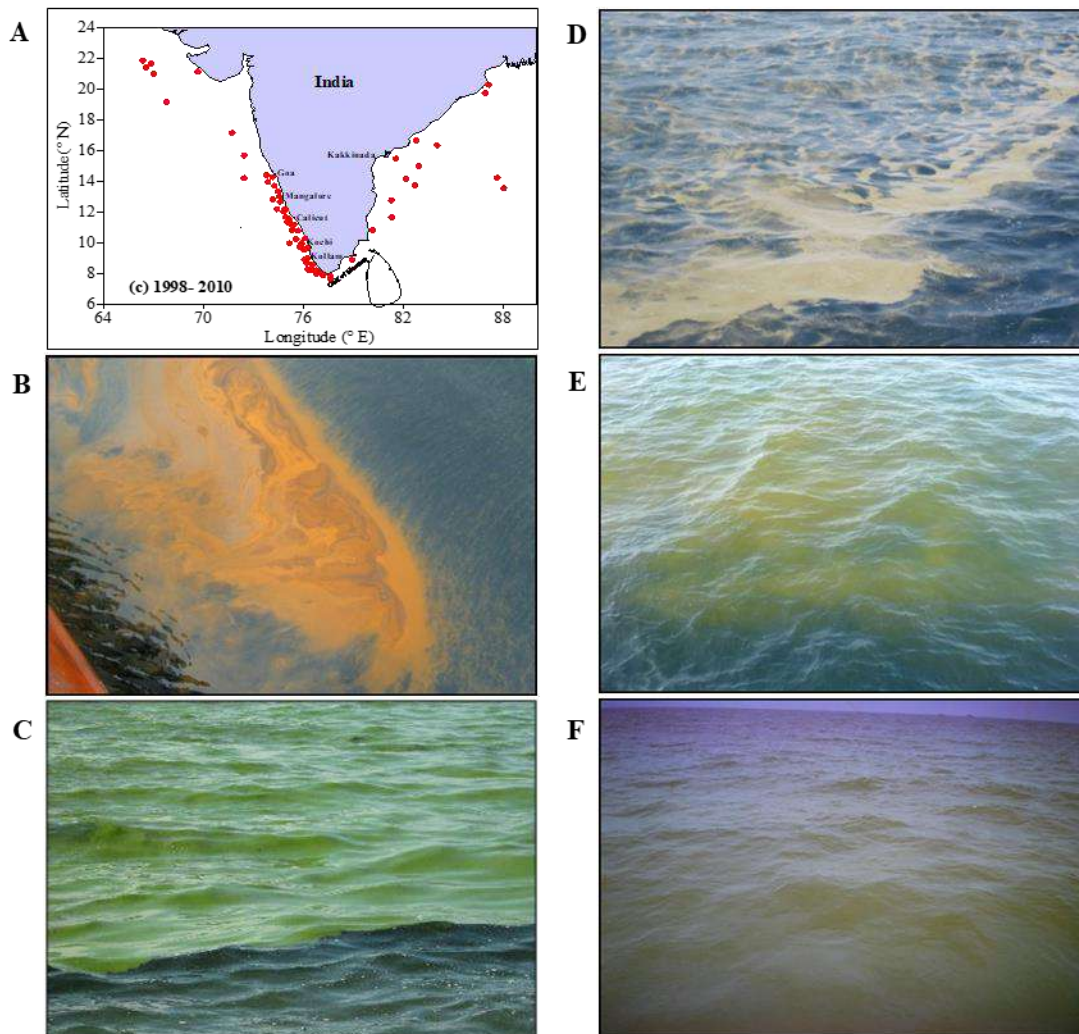 A
24
22
20
18
16
14
12
10
8
6
Latitude (° N)
India
Kakkinada
Goa
Mangalore
Calicut
Kochi
Kollam
(c) 1998- 2010
64
70
76
82
88
Longitude (° E)
B
C
D
E
F